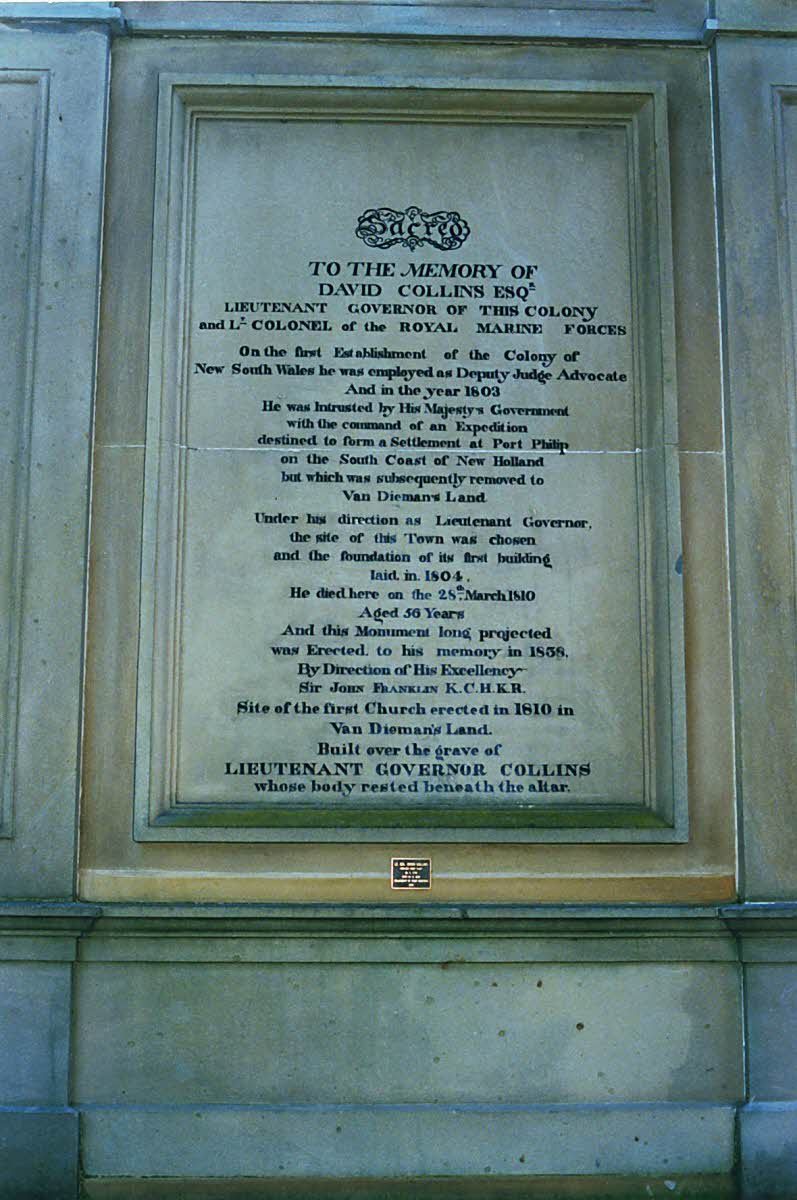 Sacred
TO THE MEMORY OF
DAVID COLLINS ESQR
LIEUTENANT GOVERNOR OF THIS COLONY
and LT COLONEL of the ROYAL MARINE FORCES
On the first Establishment of the Colony of
New South Wales he was employed as Deputy Judge Advocate
And in the year 1803
He was Intrusted by His Majesty's Government
with the command of an Expedition
destined to form a Settlement at Port Philip
on the South Coast of New Holland
but which was subsequently removed to
Van Dieman's Land
Under his direction as Lieutenant Governor,
the site of this Town was chosen
and the foundation of its first building
laid. in. 1804.
He died here on the 28th March 1810
Aged 56 Years
And this Monument long projected
was Erected. to his memory in 1838.
By Direction of His Excellency
Sir John Franklin K.C.H.K.R.
Site of the first Church erected in 1810 in
Van Dieman's Land.
Built over the grave of
LIEUTENANT GOVERNOR COLLINS
whose body rested beneath the altar.